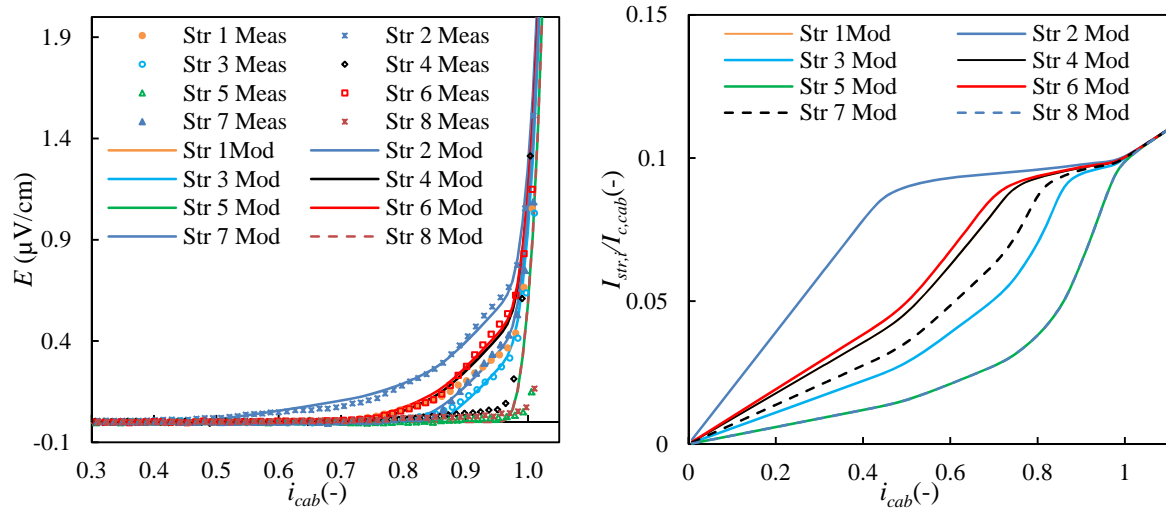 1.9
1.4
0.9
0.4
-0.1
E (μV/cm)
Str 1 Meas Str 2 Meas
Str 3 Meas Str 4 Meas
Str 5 Meas Str 6 Meas
Str 7 Meas Str 8 Meas
Str 1Mod Str 2 Mod
Str 3 Mod Str 4 Mod
Str 5 Mod Str 6 Mod
Str 7 Mod Str 8 Mod
0.3 0.4 0.5 0.6 0.7 0.8 0.9 1.0
icab(-)
0.15
0.1
0.05
0
Istr,i/Ic,cab(-)
Str 1Mod Str 2 Mod
Str 3 Mod Str 4 Mod
Str 5 Mod Str 6 Mod
Str 7 Mod Str 8 Mod
0 0.2 0.4 0.6 0.8 1
icab(-)